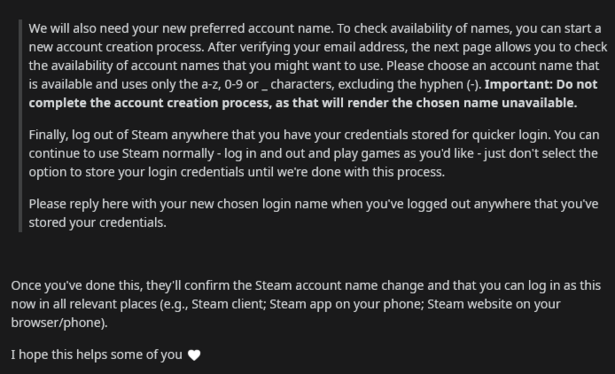 We will also need your new preferred account name. To check availability of names, you can start a
new account creation process. After verifying your email address, the next page allows you to check
the availability of account names that you might want to use. Please choose an account name that
is available and uses only the a-z, 0-9 or _ characters, excluding the hyphen (-). Important: Do not
complete the account creation process, as that will render the chosen name unavailable.
Finally, log out of Steam anywhere that you have your credentials stored for quicker login. You can
continue to use Steam normally - log in and out and play games as you'd like - just don't select the
option to store your login credentials until we're done with this process.
Please reply here with your new chosen login name when you've logged out anywhere that you've
stored your credentials.
Once you've done this, they'll confirm the Steam account name change and that you can log in as this
now in all relevant places (e.g., Steam client; Steam app on your phone; Steam website on your
browser/phone).
I hope this helps some of you 🤍